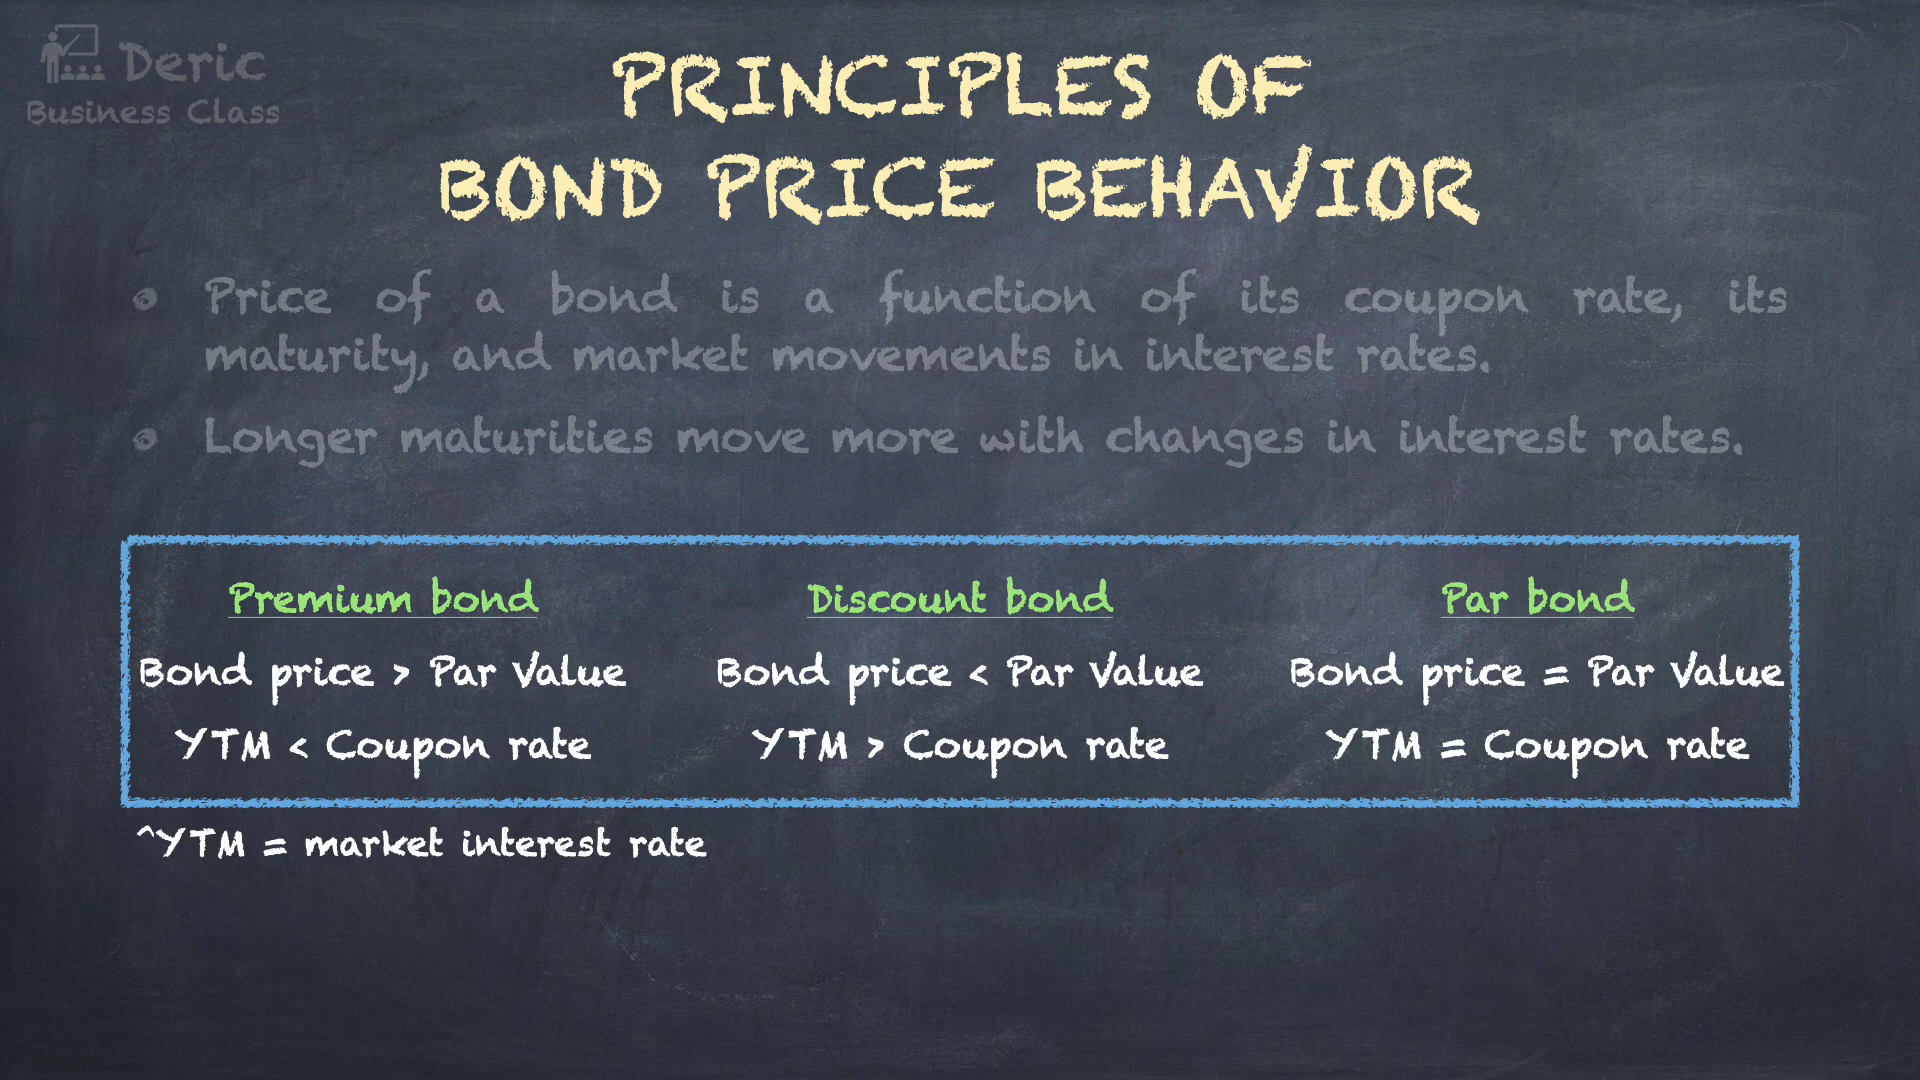 Deric
Business Class
PRINCIPLES OF
BOND PRICE BEHAVIOR
Price of a bond is a function of its coupon rate, its
maturity, and market movements in interest rates.
Longer maturities move more with changes in interest rates.
Premium bond
Bond price > Par Value
YTM < Coupon rate
Discount bond
Bond price < Par Value
YTM > Coupon rate
Par bond
Bond price = Par Value
YTM = Coupon rate
^YTM = market interest rate